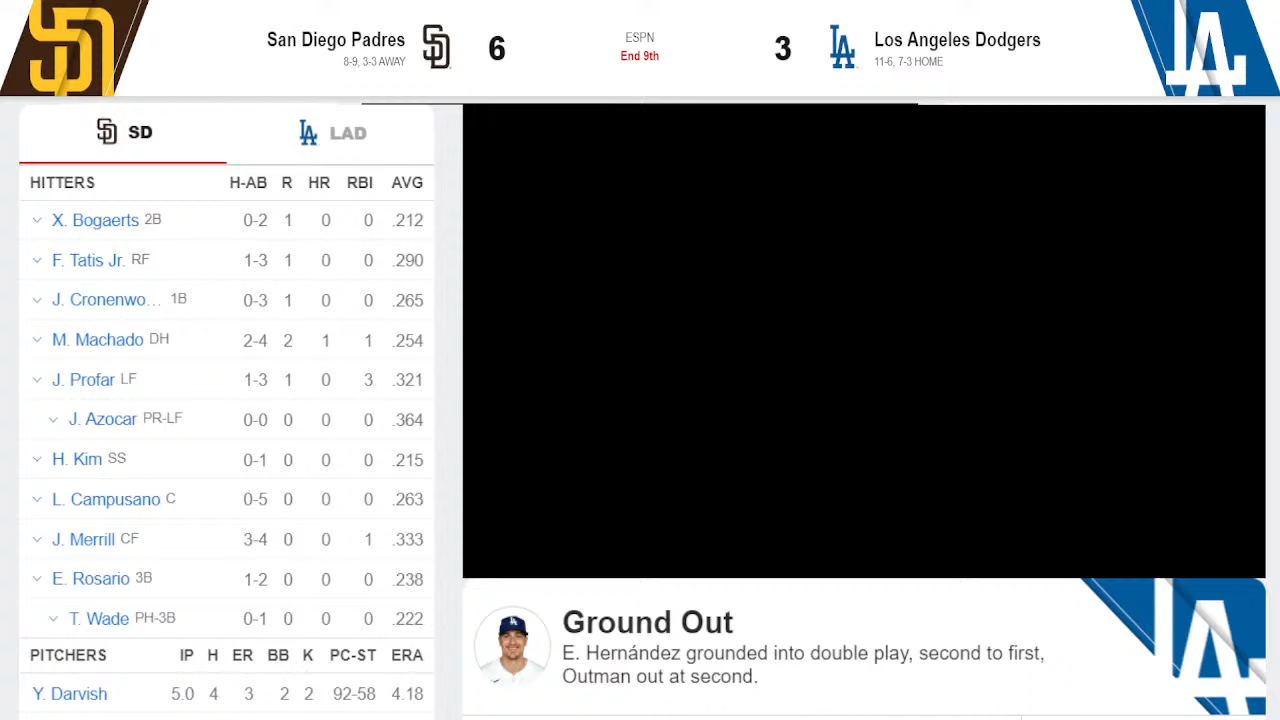 San Diego Padres
8-9, 3-3 AWAY
6
ESPN
End 9th
3
Los Angeles Dodgers
11-6, 7-3 HOME
SD
LAD
HITTERS H-AB R HR RBI AVG
X. Bogaerts 2B 0-2 1 0 0 .212
F. Tatis Jr. RF 1-3 1 0 0 .290
J. Cronenwo... 1B 0-3 1 0 0 .265
M. Machado DH 2-4 2 1 1 .254
J. Profar LF 1-3 1 0 3 .321
J. Azocar PR-LF 0-0 0 0 0 .364
H. Kim SS 0-1 0 0 0 .215
L. Campusano C 0-5 0 0 0 .263
J. Merrill CF 3-4 0 0 1 .333
E. Rosario 3B 1-2 0 0 0 .238
T. Wade PH-3B 0-1 0 0 0 .222
PITCHERS IP H ER BB K PC-ST ERA
Y. Darvish 5.0 4 3 2 2 92-58 4.18
Ground Out
E. Hernández grounded into double play, second to first,
Outman out at second.